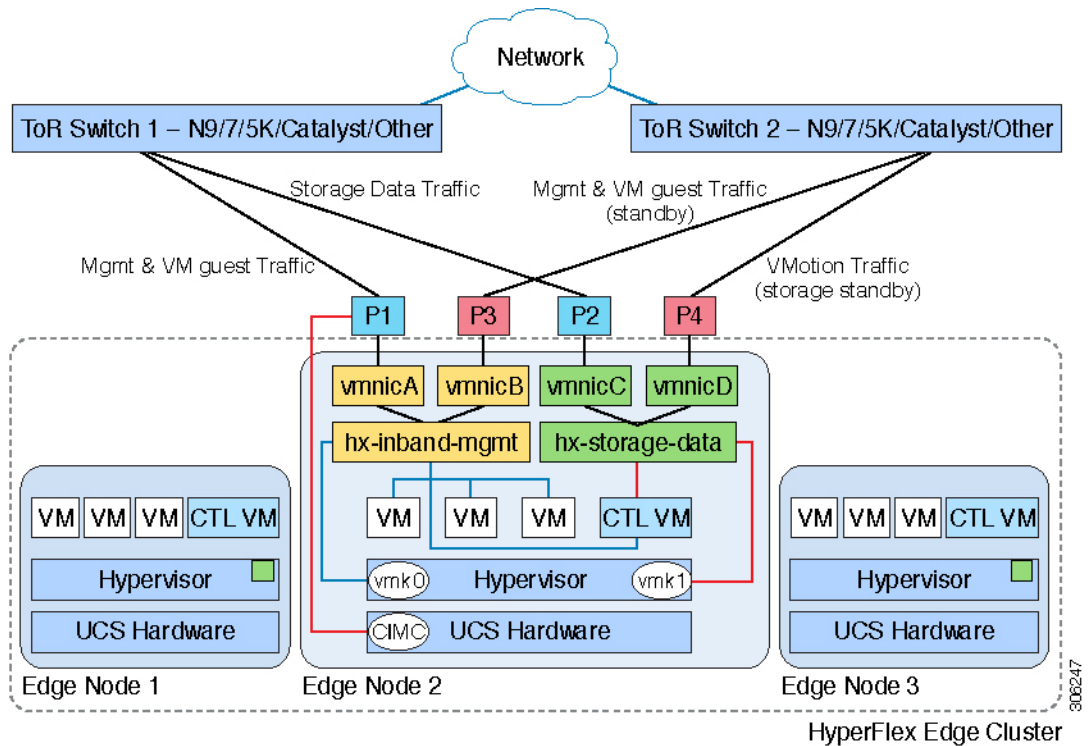 Network
ToR Switch 1 – N9/7/5K/Catalyst/Other
ToR Switch 2 – N9/7/5K/Catalyst/Other
Storage Data Traffic
Mgmt & VM guest Traffic
(standby)
Mgmt & VM guest Traffic
VMotion Traffic
(storage standby)
P1
P3
P2
P4
vmnicA
vmnicB
vmnicC
vmnicD
hx-inband-mgmt
hx-storage-data
VM
VM
VM
CTL VM
Hypervisor
UCS Hardware
Edge Node 1
VM
VM
VM
CTL VM
vmk0
Hypervisor
vmk1
CIMC
UCS Hardware
Edge Node 2
VM
VM
VM
CTL VM
Hypervisor
UCS Hardware
Edge Node 3
306247
HyperFlex Edge Cluster